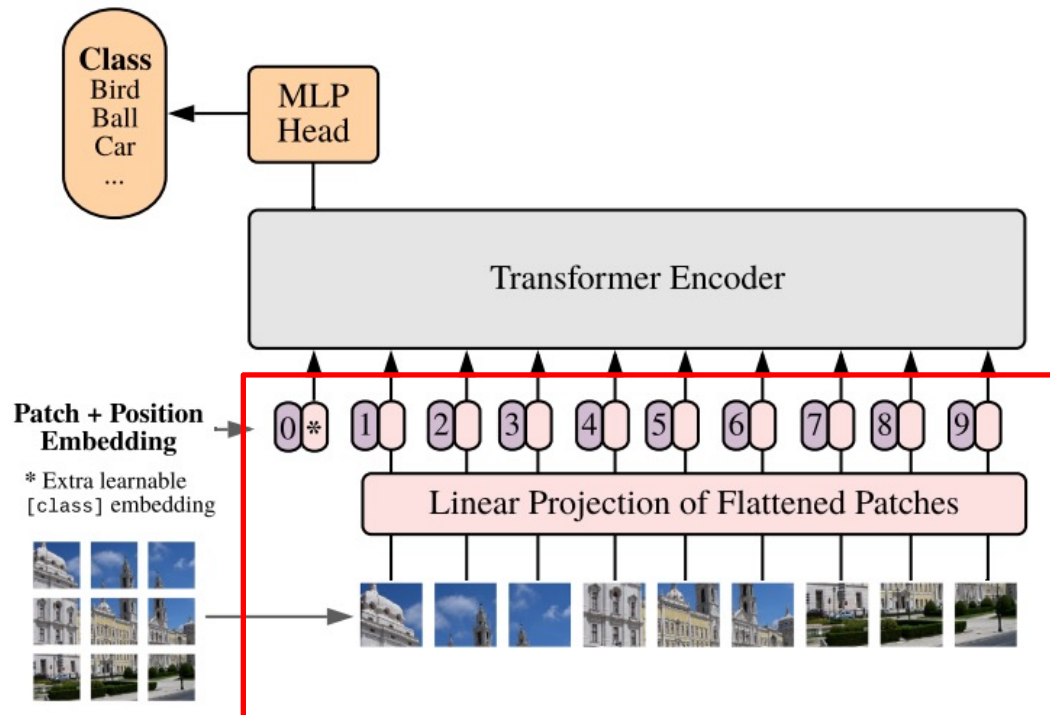 Class
Bird
Ball
Car
...
MLP
Head
Transformer Encoder
Patch + Position
Embedding
* Extra learnable
[class] embedding
0 * 1 2 3 4 5 6 7 8 9
Linear Projection of Flattened Patches